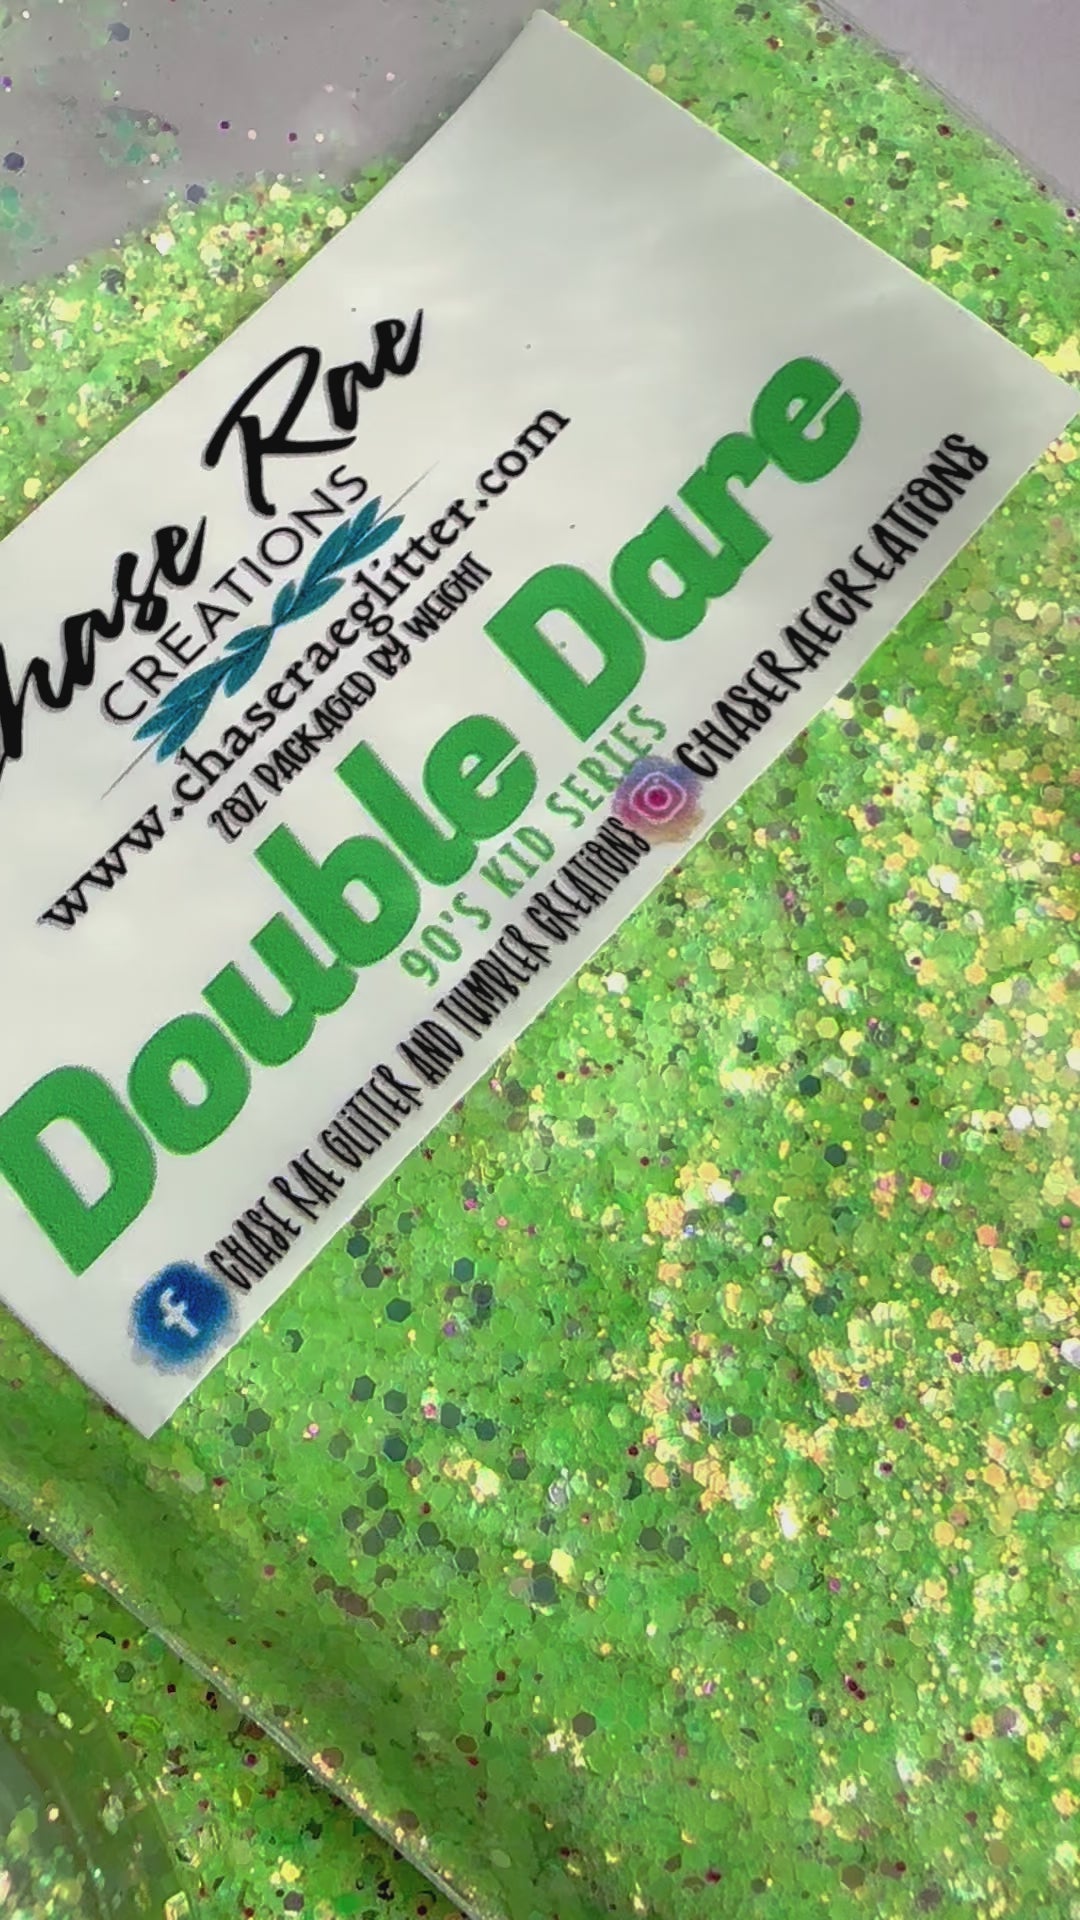 Chase Rae
CREATIONS
www.chaseraeglitter.com
2OZ PACKAGED BY WEIGHT
Double Dare
90'S KID SERIES
CHASE RAE GLITTER AND TUMBLER CREATIONS
CHASERAECREATIONS